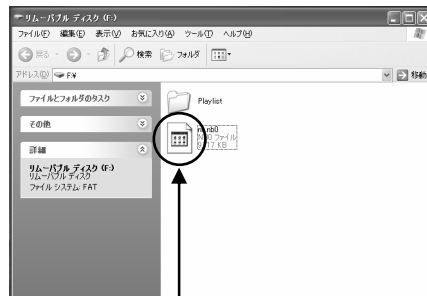 リムーバブル ディスク (F:)
ファイル(F) 編集(E) 表示(V) お気に入り(A) ツール(T) ヘルプ(H)
戻る 検索 フォルダ
アドレス(D) F:¥ 移動
ファイルとフォルダのタスク
その他
詳細
リムーバブル ディスク (F:)
リムーバブル ディスク
ファイル システム: FAT
Playlist
.nb0
ファイル
KB